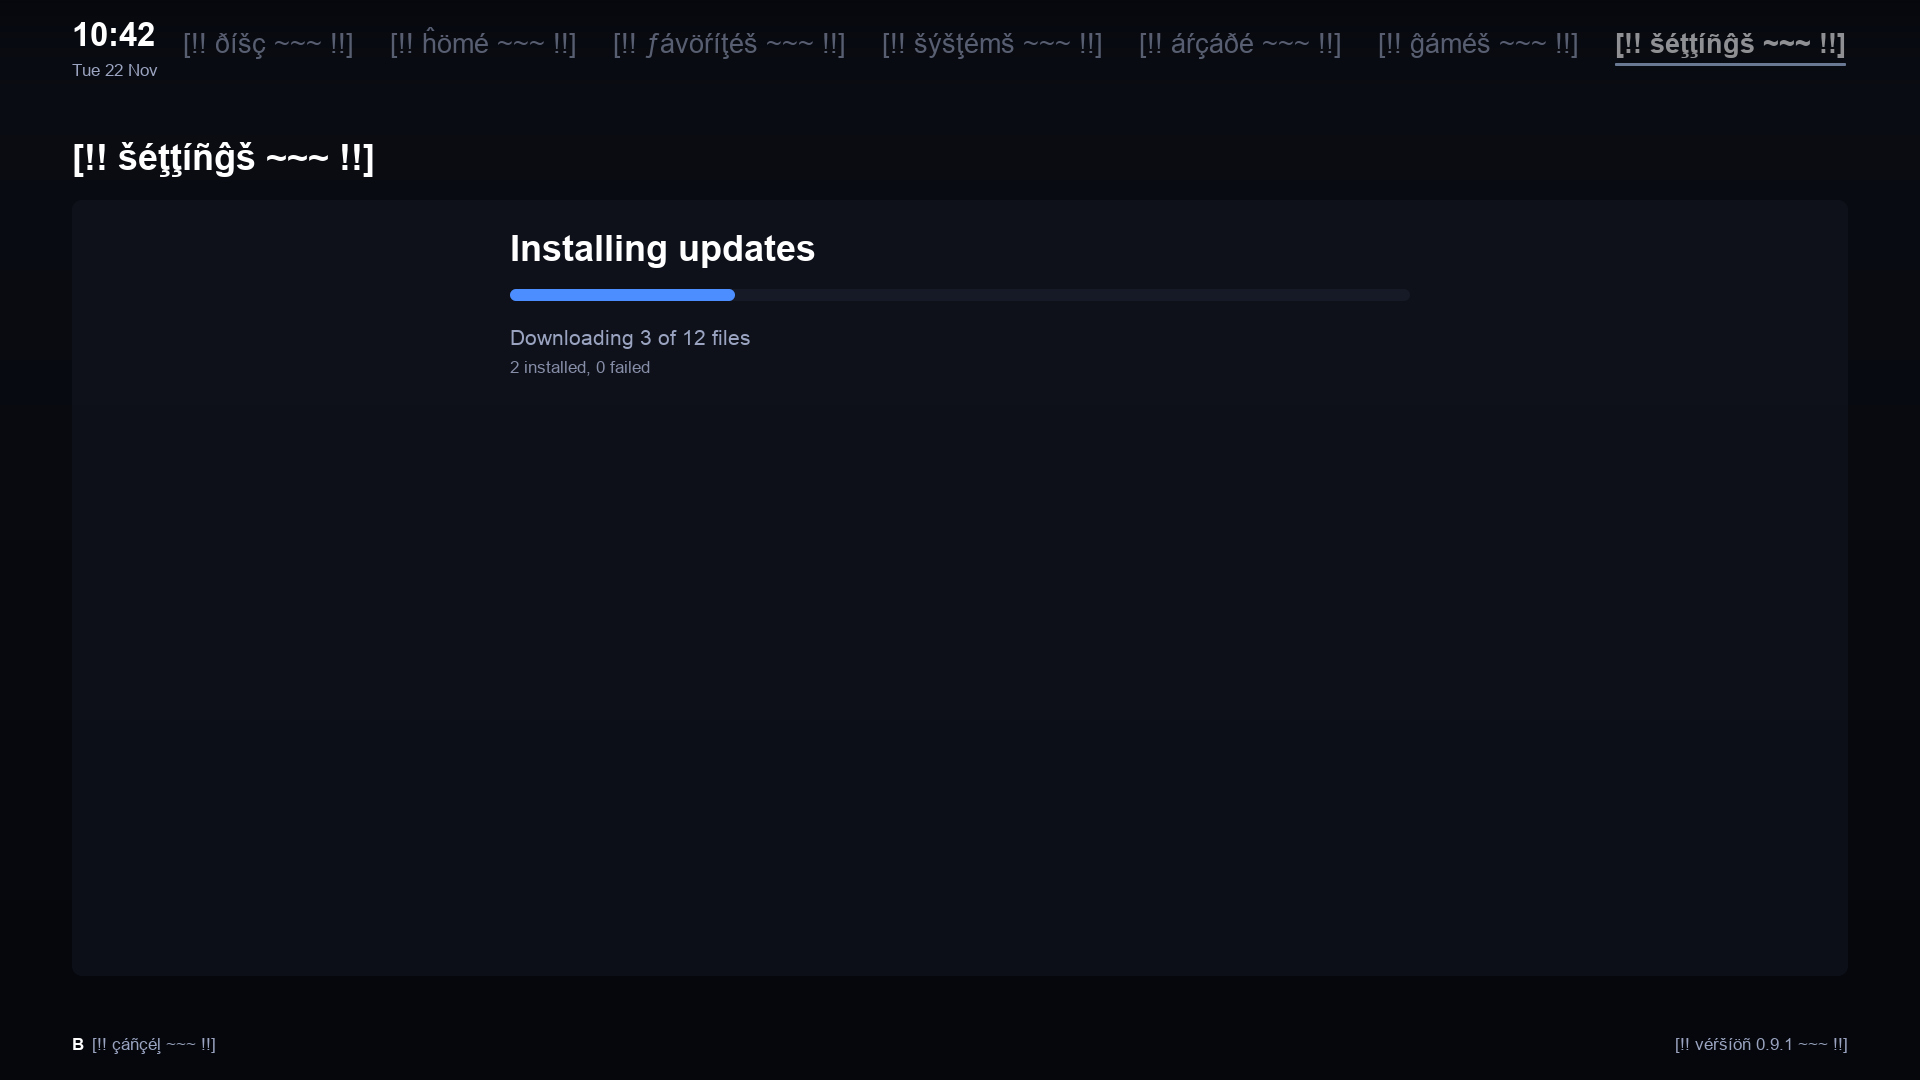 10:42
Tue 22 Nov
[!! ðíšç ~~~ !!]
[!! ĥömé ~~~ !!]
[!! ƒávöŕíţéš ~~~ !!]
[!! šýšţémš ~~~ !!]
[!! áŕçáðé ~~~ !!]
[!! ĝáméš ~~~ !!]
[!! šéţţíñĝš ~~~ !!]
[!! šéţţíñĝš ~~~ !!]
Installing updates
Downloading 3 of 12 files
2 installed, 0 failed
B [!! çáñçéļ ~~~ !!]
[!! véŕšíöñ 0.9.1 ~~~ !!]